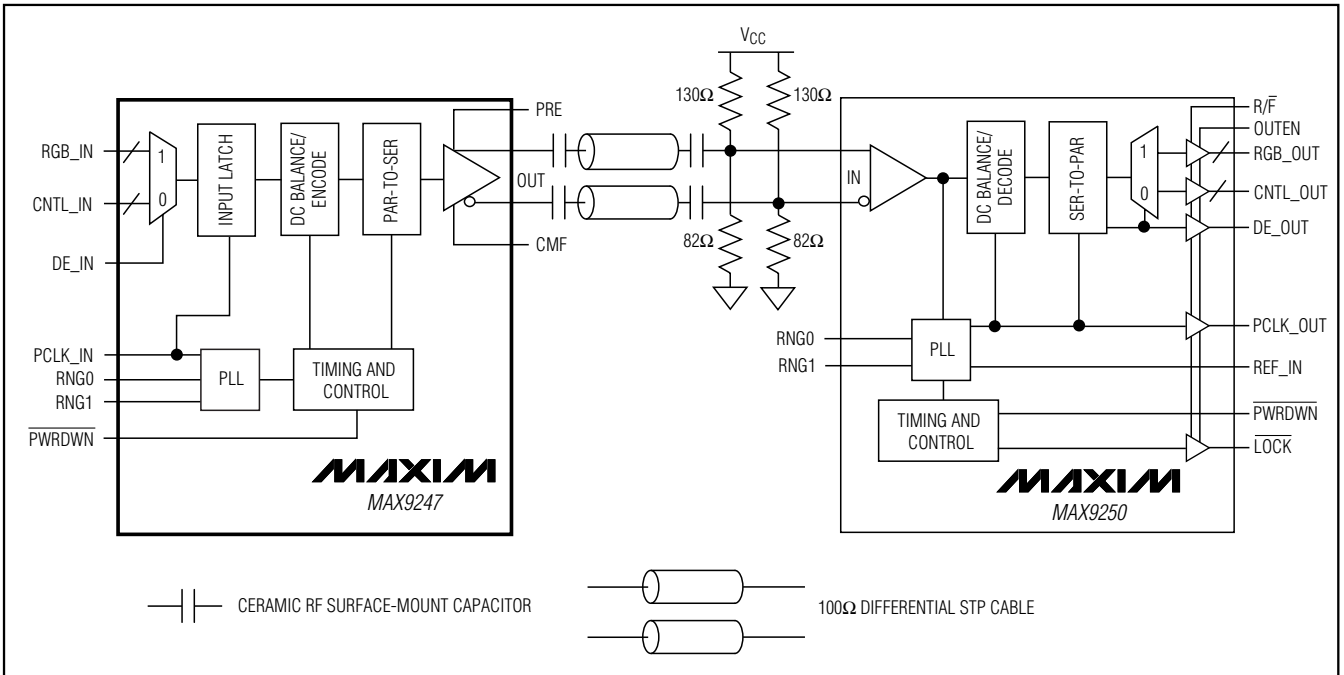 VCC
130Ω
130Ω
PRE
R/F̅
OUTEN
RGB_IN
1
INPUT LATCH
DC BALANCE/
ENCODE
PAR-TO-SER
OUT
IN
DC BALANCE/
DECODE
SER-TO-PAR
1
RGB_OUT
CNTL_IN
0
0
CNTL_OUT
DE_IN
CMF
82Ω
82Ω
DE_OUT
PCLK_IN
RNG0
RNG1
PLL
TIMING AND
CONTROL
P̅W̅R̅D̅W̅N̅
RNG0
RNG1
PLL
PCLK_OUT
REF_IN
TIMING AND
CONTROL
P̅W̅R̅D̅W̅N̅
L̅O̅C̅K̅
MAXIM
MAX9247
MAXIM
MAX9250
CERAMIC RF SURFACE-MOUNT CAPACITOR
100Ω DIFFERENTIAL STP CABLE